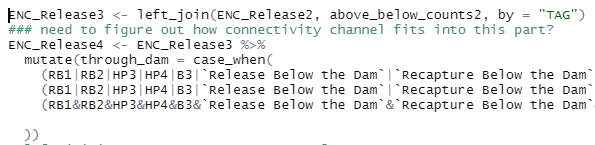 ENC_Release3 <- left_join(ENC_Release2, above_below_counts2, by = "TAG")
### need to figure out how connectivity channel fits into this part?
ENC_Release4 <- ENC_Release3 %>%
mutate(through_dam = case_when(
(RB1|RB2|HP3|HP4|B3|`Release Below the Dam`|`Recapture Below the Dam`
(RB1|RB2|HP3|HP4|B3|`Release Below the Dam`|`Recapture Below the Dam`
(RB1&RB2&HP3&HP4&B3&`Release Below the Dam`&`Recapture Below the Dam`
))